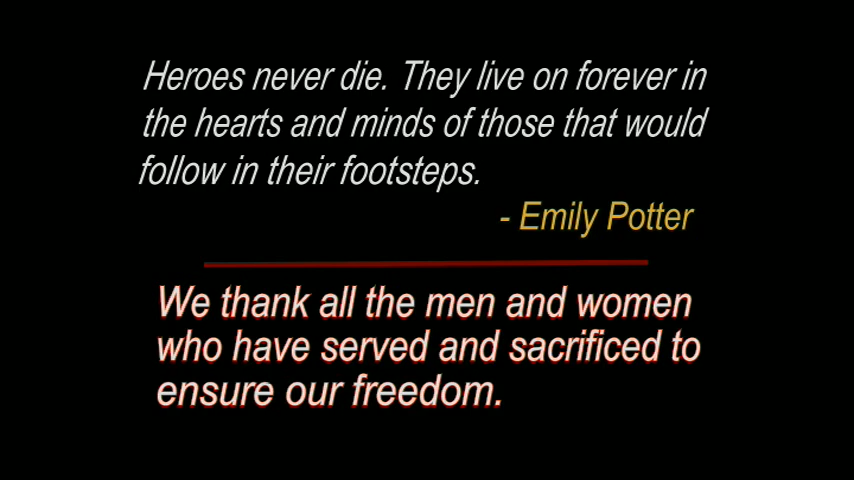 Heroes never die. They live on forever in
the hearts and minds of those that would
follow in their footsteps.
- Emily Potter
We thank all the men and women
who have served and sacrificed to
ensure our freedom.